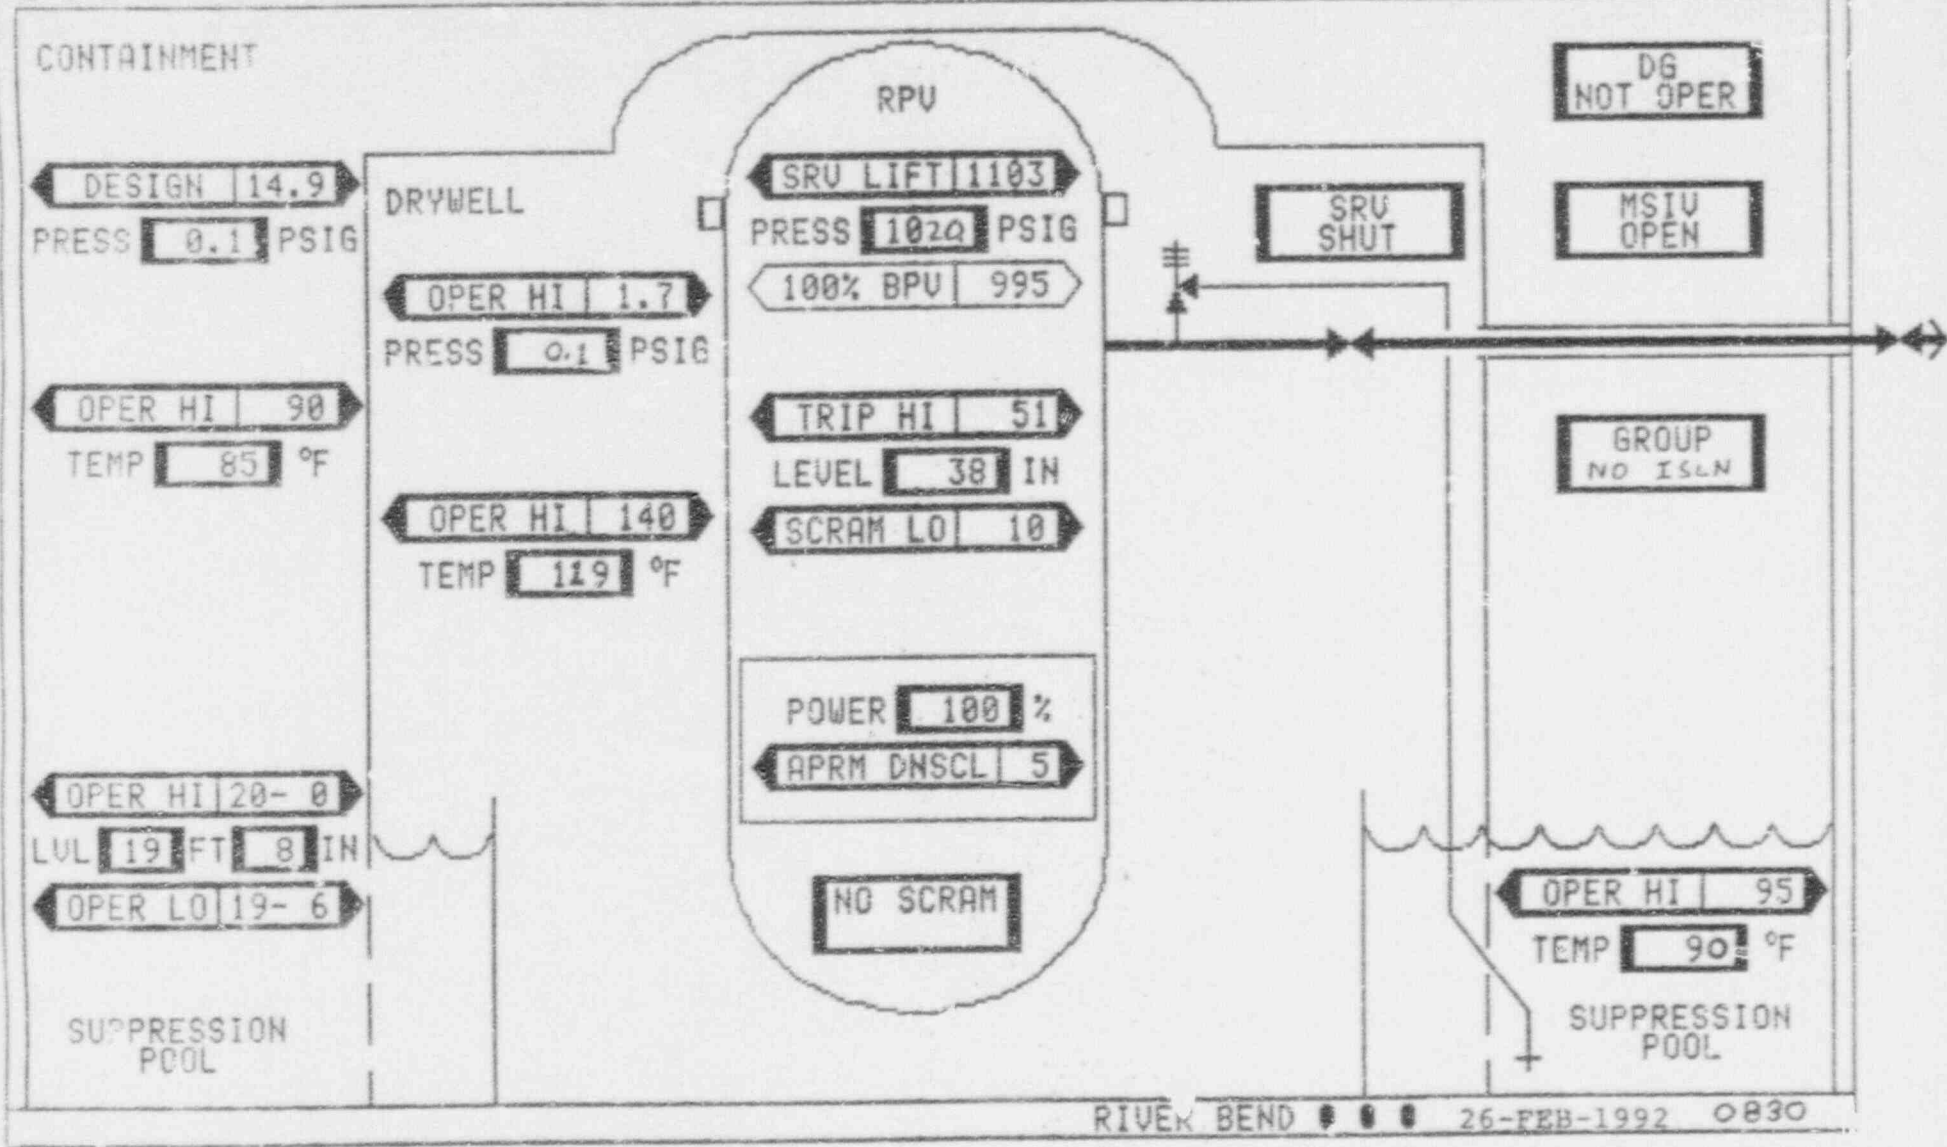 CONTAINMENT
DESIGN 14.9
PRESS 0.1 PSIG
OPER HI 90
TEMP 85 °F
OPER HI 20- 0
LVL 19 FT 8 IN
OPER LO 19- 6
SUPPRESSION
POOL
DRYWELL
OPER HI 1.7
PRESS 0.1 PSIG
OPER HI 140
TEMP 119 °F
RPV
SRV LIFT 1103
PRESS 1020 PSIG
100% BPV 995
TRIP HI 51
LEVEL 38 IN
SCRAM LO 10
POWER 100 %
APRM DNSCL 5
NO SCRAM
SRV
SHUT
DG
NOT OPER
MSIV
OPEN
GROUP
NO ISLN
OPER HI 95
TEMP 90 °F
SUPPRESSION
POOL
RIVER BEND 26-FEB-1992 0830